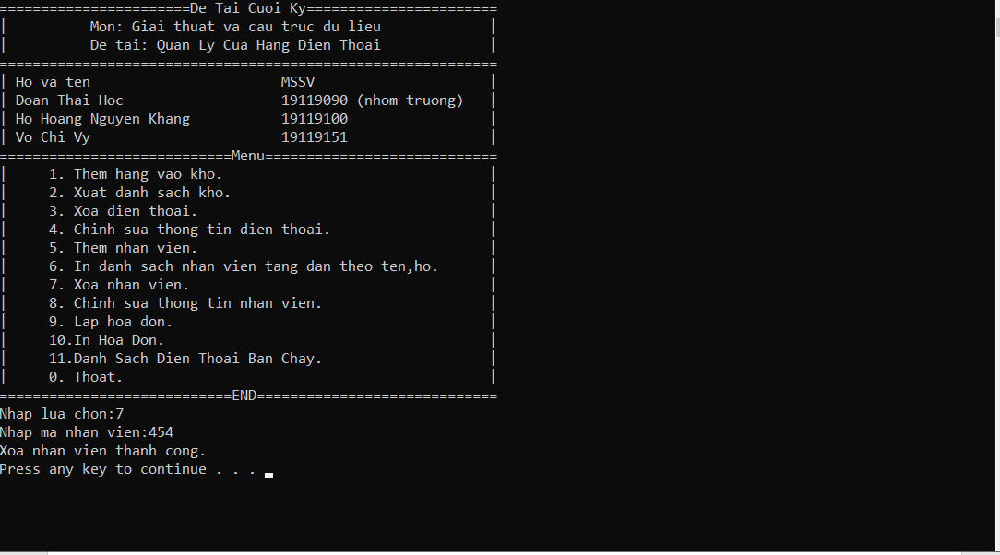 =======================De Tai Cuoi Ky=======================
|          Mon: Giai thuat va cau truc du lieu             |
|          De tai: Quan Ly Cua Hang Dien Thoai             |
============================================================
| Ho va ten                       MSSV                     |
| Doan Thai Hoc                   19119090 (nhom truong)   |
| Ho Hoang Nguyen Khang           19119100                 |
| Vo Chi Vy                       19119151                 |
============================Menu============================
|     1. Them hang vao kho.                                |
|     2. Xuat danh sach kho.                               |
|     3. Xoa dien thoai.                                   |
|     4. Chinh sua thong tin dien thoai.                   |
|     5. Them nhan vien.                                   |
|     6. In danh sach nhan vien tang dan theo ten,ho.      |
|     7. Xoa nhan vien.                                    |
|     8. Chinh sua thong tin nhan vien.                    |
|     9. Lap hoa don.                                      |
|     10.In Hoa Don.                                       |
|     11.Danh Sach Dien Thoai Ban Chay.                    |
|     0. Thoat.                                            |
============================END=============================
Nhap lua chon:7
Nhap ma nhan vien:454
Xoa nhan vien thanh cong.
Press any key to continue . . .